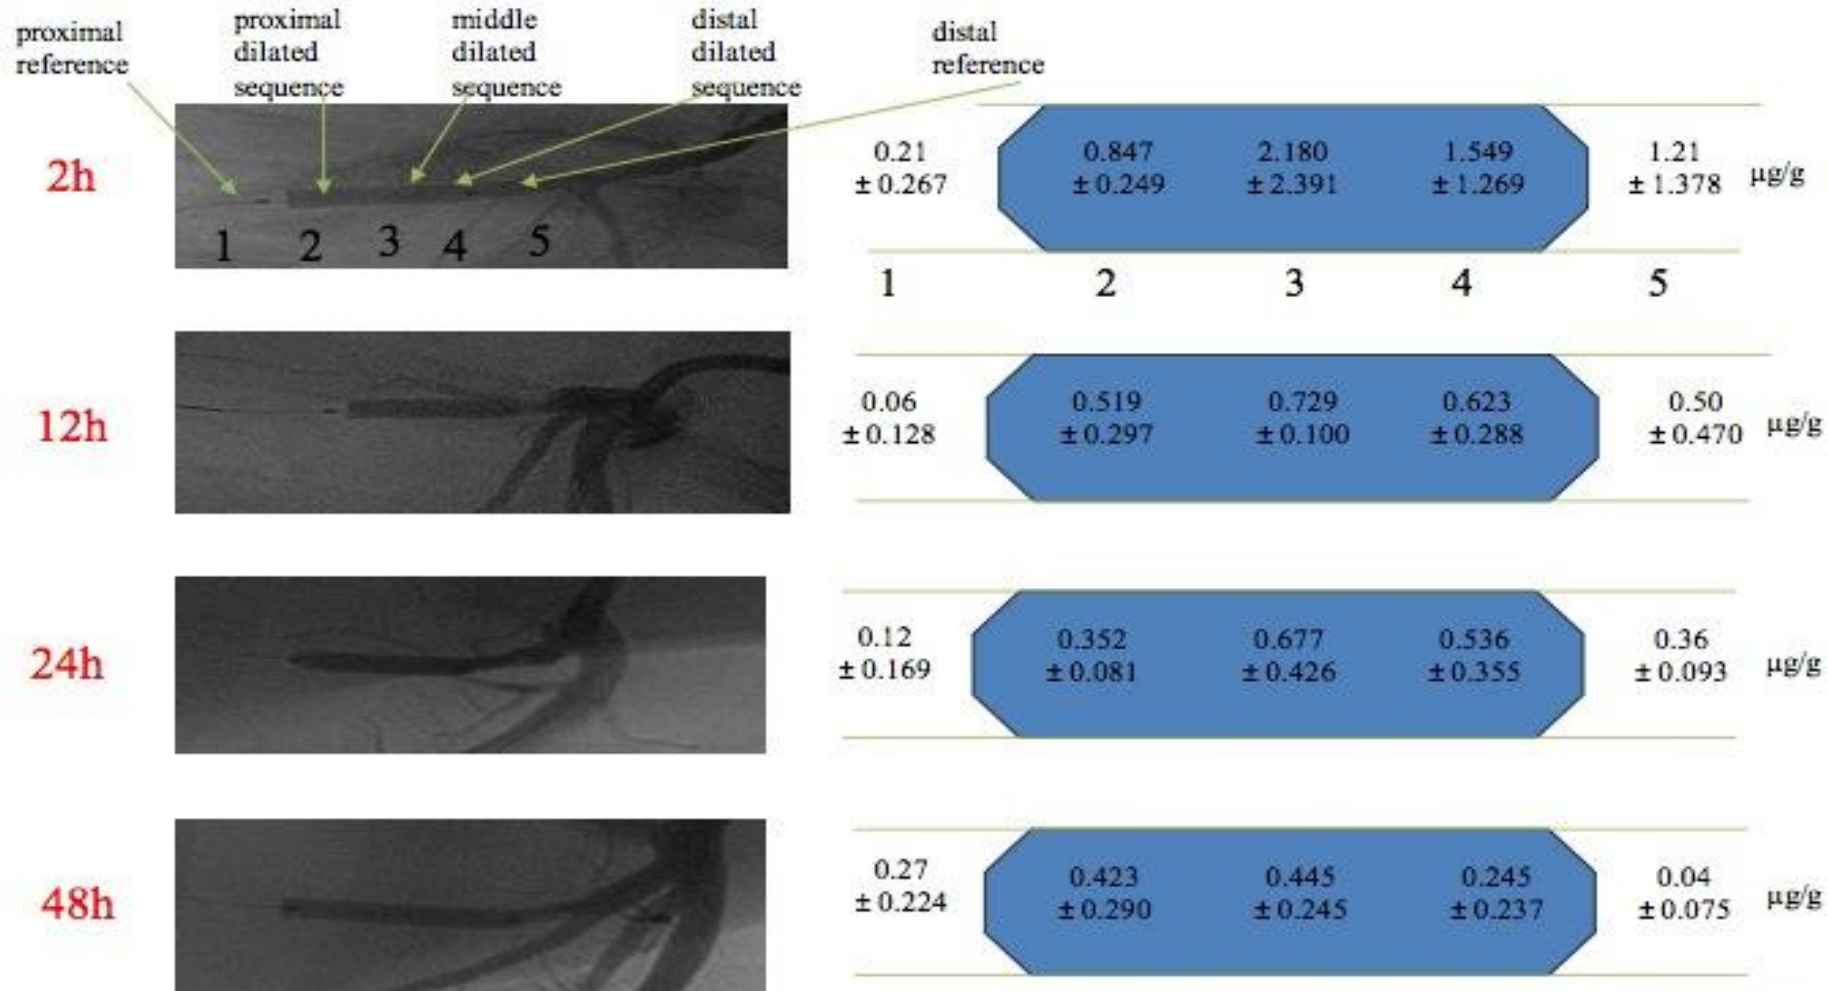 proximal
reference
proximal
dilated
sequence
middle
dilated
sequence
distal
dilated
sequence
distal
reference
2h
1 2 3 4 5
0.21
± 0.267
0.847
± 0.249
2.180
± 2.391
1.549
± 1.269
1.21
± 1.378
µg/g
1 2 3 4 5
12h
0.06
± 0.128
0.519
± 0.297
0.729
± 0.100
0.623
± 0.288
0.50
± 0.470
µg/g
24h
0.12
± 0.169
0.352
± 0.081
0.677
± 0.426
0.536
± 0.355
0.36
± 0.093
µg/g
48h
0.27
± 0.224
0.423
± 0.290
0.445
± 0.245
0.245
± 0.237
0.04
± 0.075
µg/g